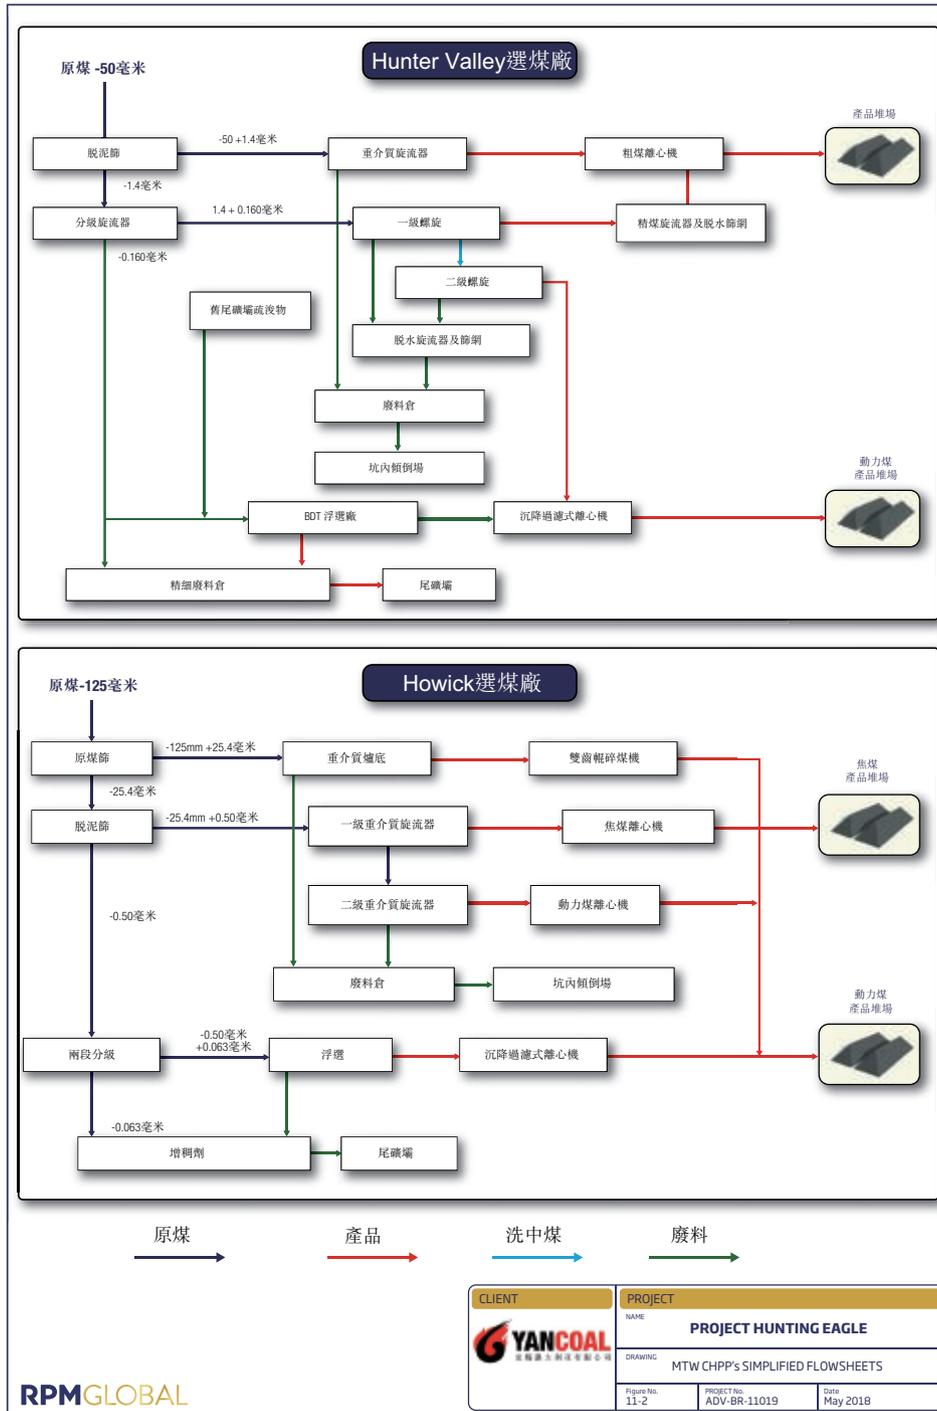 Hunter Valley選煤廠
原煤 -50毫米
產品堆場
脫泥篩
-50 +1.4毫米
重介質旋流器
粗煤離心機
-1.4毫米
分級旋流器
1.4 + 0.160毫米
一級螺旋
精煤旋流器及脫水篩網
-0.160毫米
二級螺旋
舊尾礦壩疏浚物
脫水旋流器及篩網
廢料倉
坑內傾倒場
動力煤
產品堆場
BDT 浮選廠
沉降過濾式離心機
精細廢料倉
尾礦壩
Howick選煤廠
原煤-125毫米
原煤篩
-125mm +25.4毫米
重介質爐底
雙齒輥碎煤機
焦煤
產品堆場
-25.4毫米
脫泥篩
-25.4mm +0.50毫米
一級重介質旋流器
焦煤離心機
-0.50毫米
二級重介質旋流器
動力煤離心機
廢料倉
坑內傾倒場
動力煤
產品堆場
兩段分級
-0.50毫米
+0.063毫米
浮選
沉降過濾式離心機
-0.063毫米
增稠劑
尾礦壩
原煤
產品
洗中煤
廢料
CLIENT
YANCOAL
PROJECT
NAME
PROJECT HUNTING EAGLE
DRAWING
MTW CHPP's SIMPLIFIED FLOWSHEETS
Figure No.
11-2
PROJECT No.
ADV-BR-11019
Date
May 2018
RPMGLOBAL